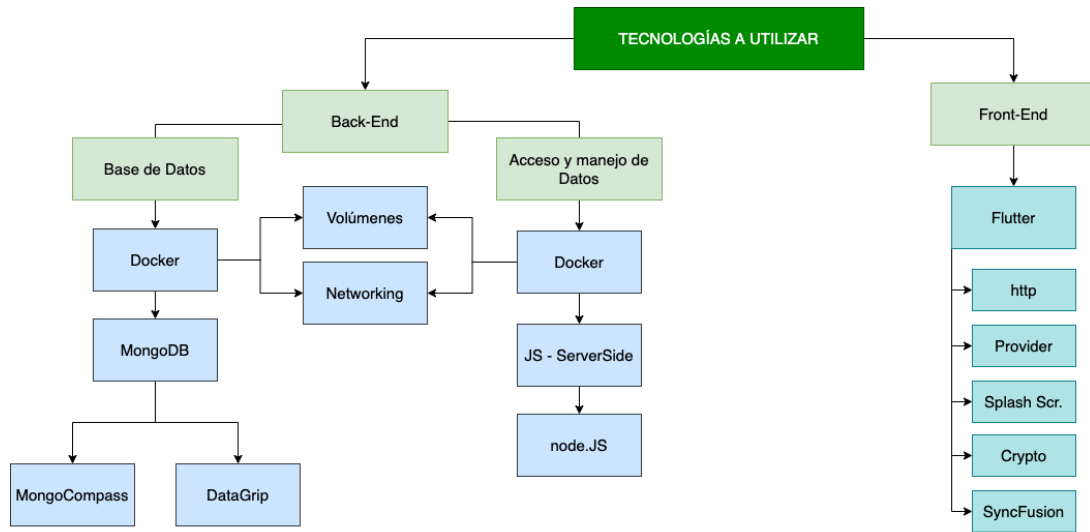 TECNOLOGÍAS A UTILIZAR
Back-End
Front-End
Base de Datos
Acceso y manejo de
Datos
Volúmenes
Flutter
Docker
Docker
Networking
http
MongoDB
JS - ServerSide
Provider
Splash Scr.
node.JS
Crypto
MongoCompass
DataGrip
SyncFusion